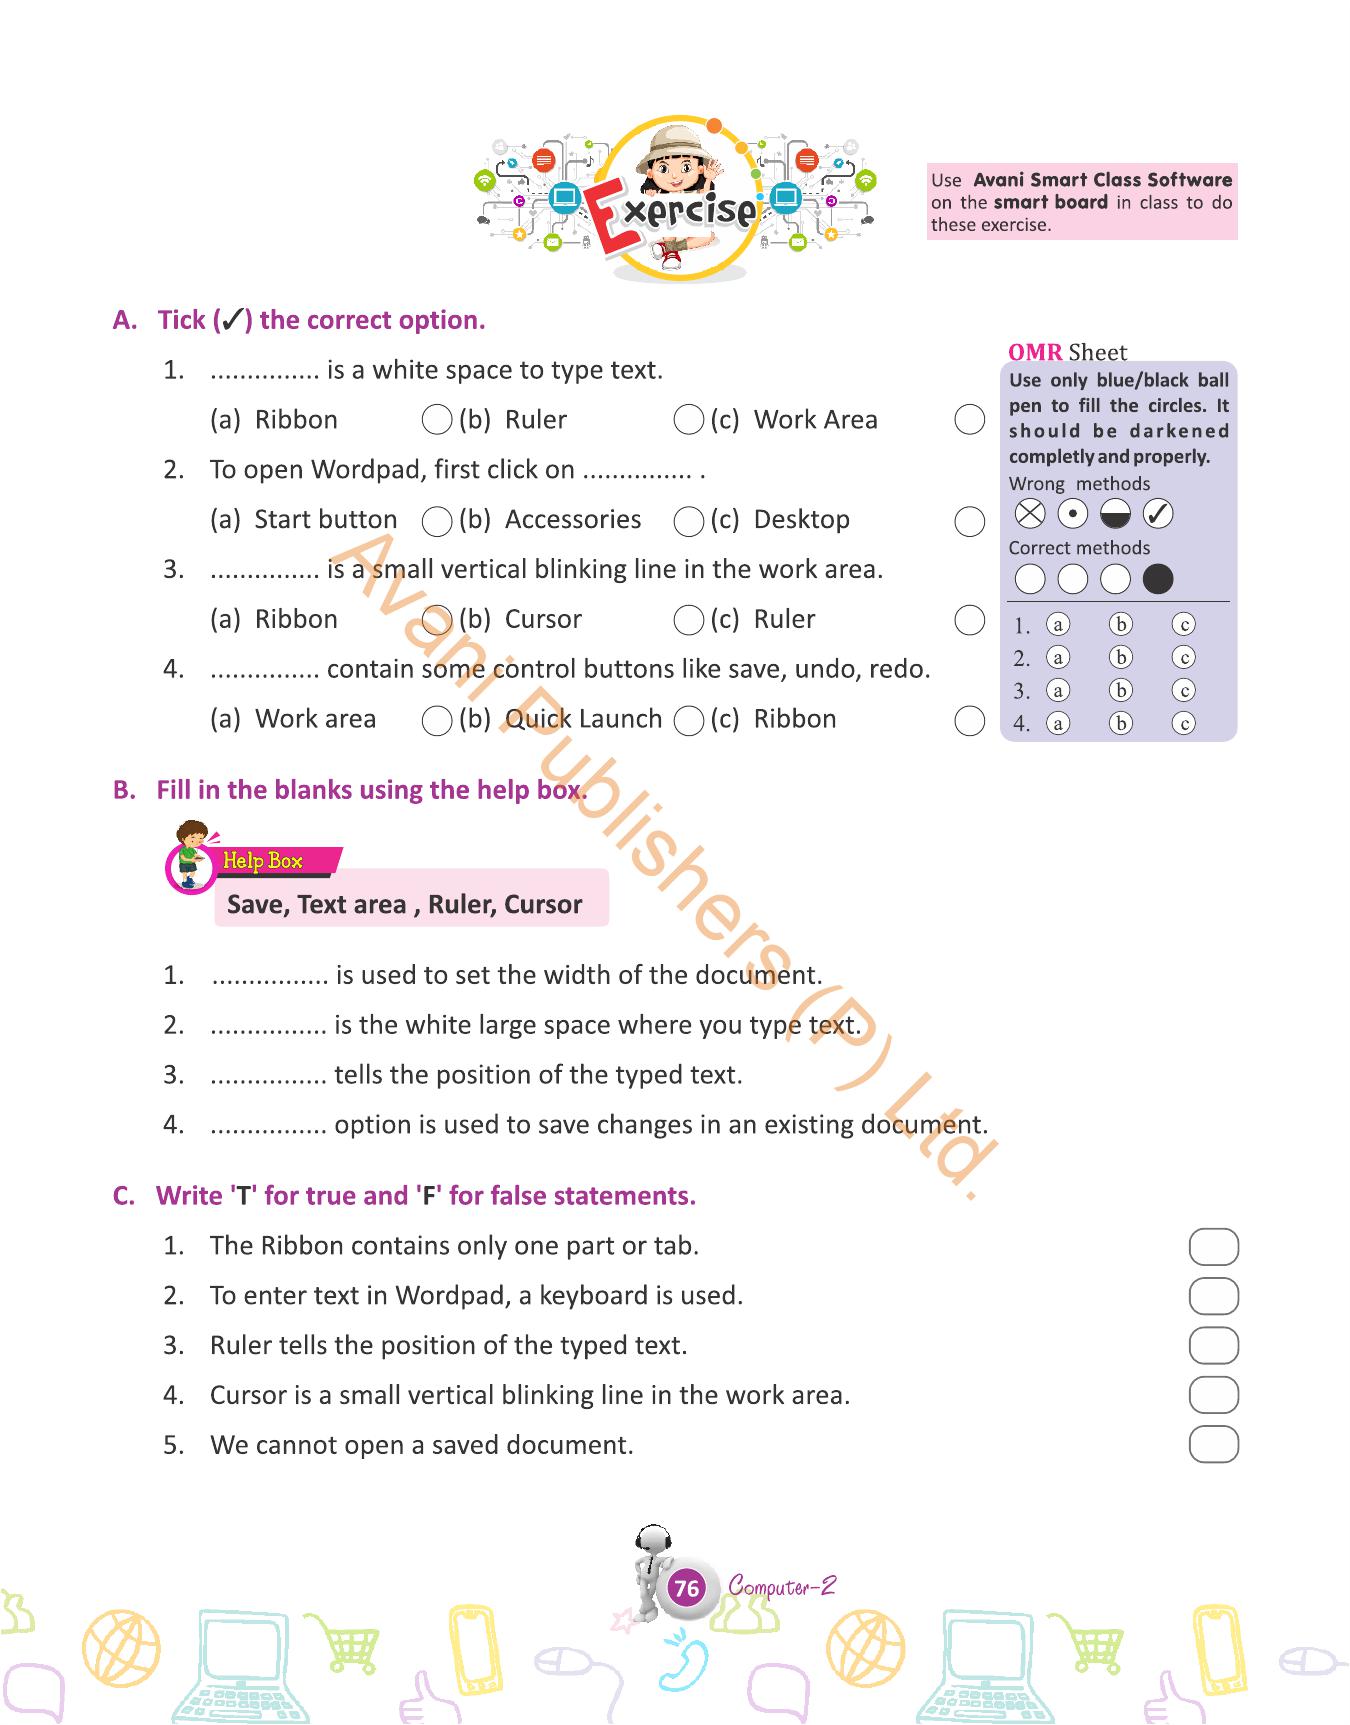 Exercise
Use Avani Smart Class Software
on the smart board in class to do
these exercise.
A. Tick (✓) the correct option.
1. ............... is a white space to type text.
(a) Ribbon (b) Ruler (c) Work Area
2. To open Wordpad, first click on ............... .
(a) Start button (b) Accessories (c) Desktop
3. ............... is a small vertical blinking line in the work area.
(a) Ribbon (b) Cursor (c) Ruler
4. ............... contain some control buttons like save, undo, redo.
(a) Work area (b) Quick Launch (c) Ribbon
OMR Sheet
Use only blue/black ball
pen to fill the circles. It
should be darkened
completly and properly.
Wrong methods
Correct methods
1. a b c
2. a b c
3. a b c
4. a b c
B. Fill in the blanks using the help box.
Help Box
Save, Text area , Ruler, Cursor
1. ................ is used to set the width of the document.
2. ................ is the white large space where you type text.
3. ................ tells the position of the typed text.
4. ................ option is used to save changes in an existing document.
C. Write 'T' for true and 'F' for false statements.
1. The Ribbon contains only one part or tab.
2. To enter text in Wordpad, a keyboard is used.
3. Ruler tells the position of the typed text.
4. Cursor is a small vertical blinking line in the work area.
5. We cannot open a saved document.
Avani Publishers (P) Ltd.
76 Computer-2